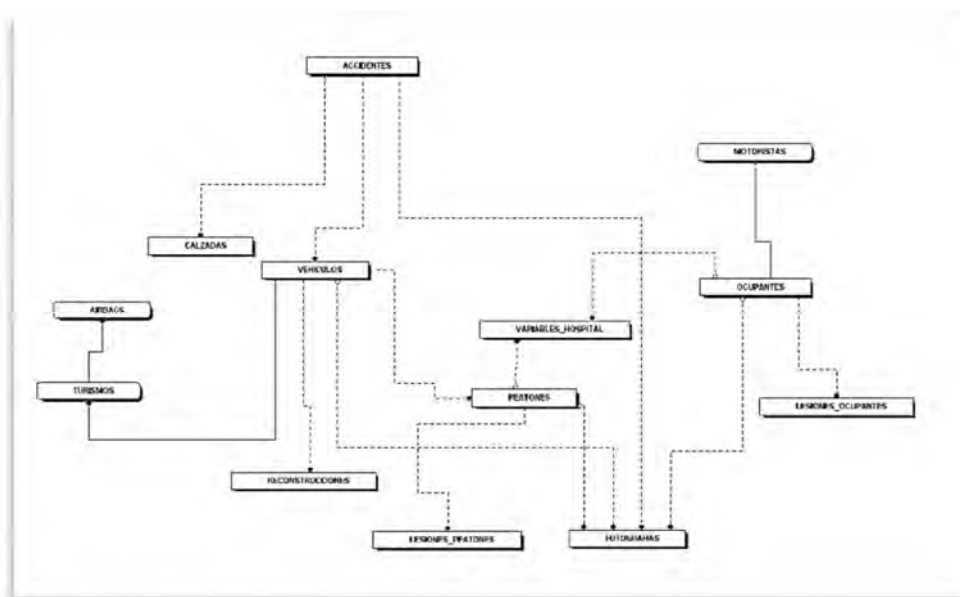 ACCIDENTES
MOTORISTAS
CALZADAS
VEHICULOS
OCUPANTES
AIRBAGS
VARIABLES_HOSPITAL
TURISMOS
PEATONES
LESIONES_OCUPANTES
RECONSTRUCCIONES
LESIONES_PEATONES
FOTOGRAFIAS